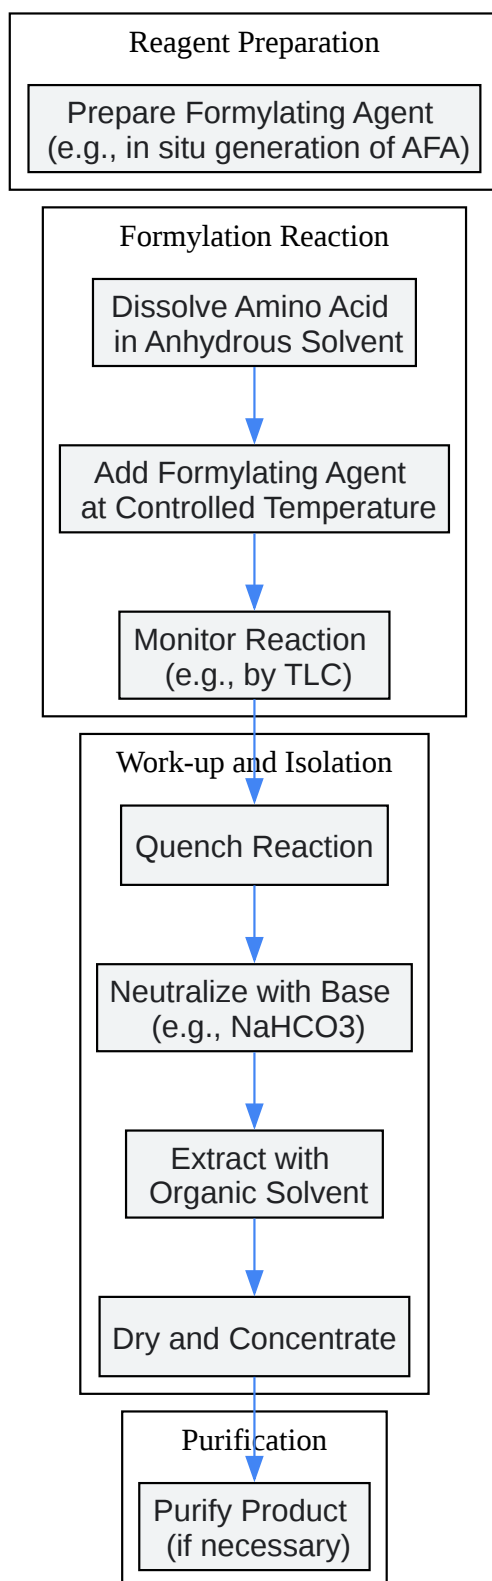 Reagent Preparation
Prepare Formylating Agent
(e.g., in situ generation of AFA)
Formylation Reaction
Dissolve Amino Acid
in Anhydrous Solvent
Add Formylating Agent
at Controlled Temperature
Monitor Reaction
(e.g., by TLC)
Work-up and Isolation
Quench Reaction
Neutralize with Base
(e.g., NaHCO3)
Extract with
Organic Solvent
Dry and Concentrate
Purification
Purify Product
(if necessary)